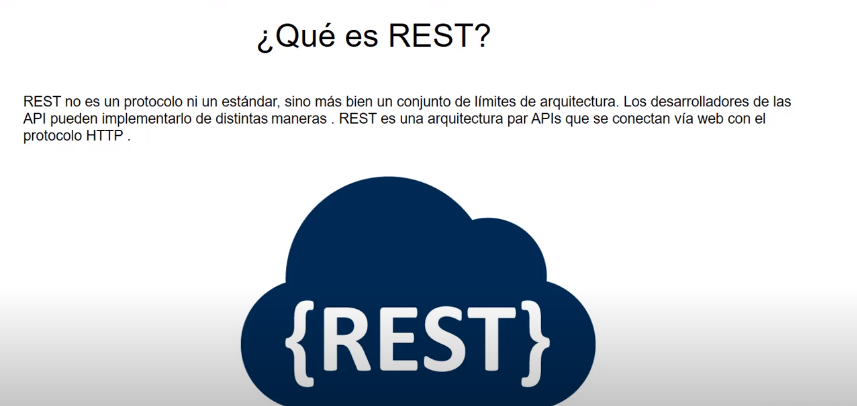 ¿Qué es REST?
REST no es un protocolo ni un estándar, sino más bien un conjunto de límites de arquitectura. Los desarrolladores de las
API pueden implementarlo de distintas maneras . REST es una arquitectura par APIs que se conectan vía web con el
protocolo HTTP .
{REST}